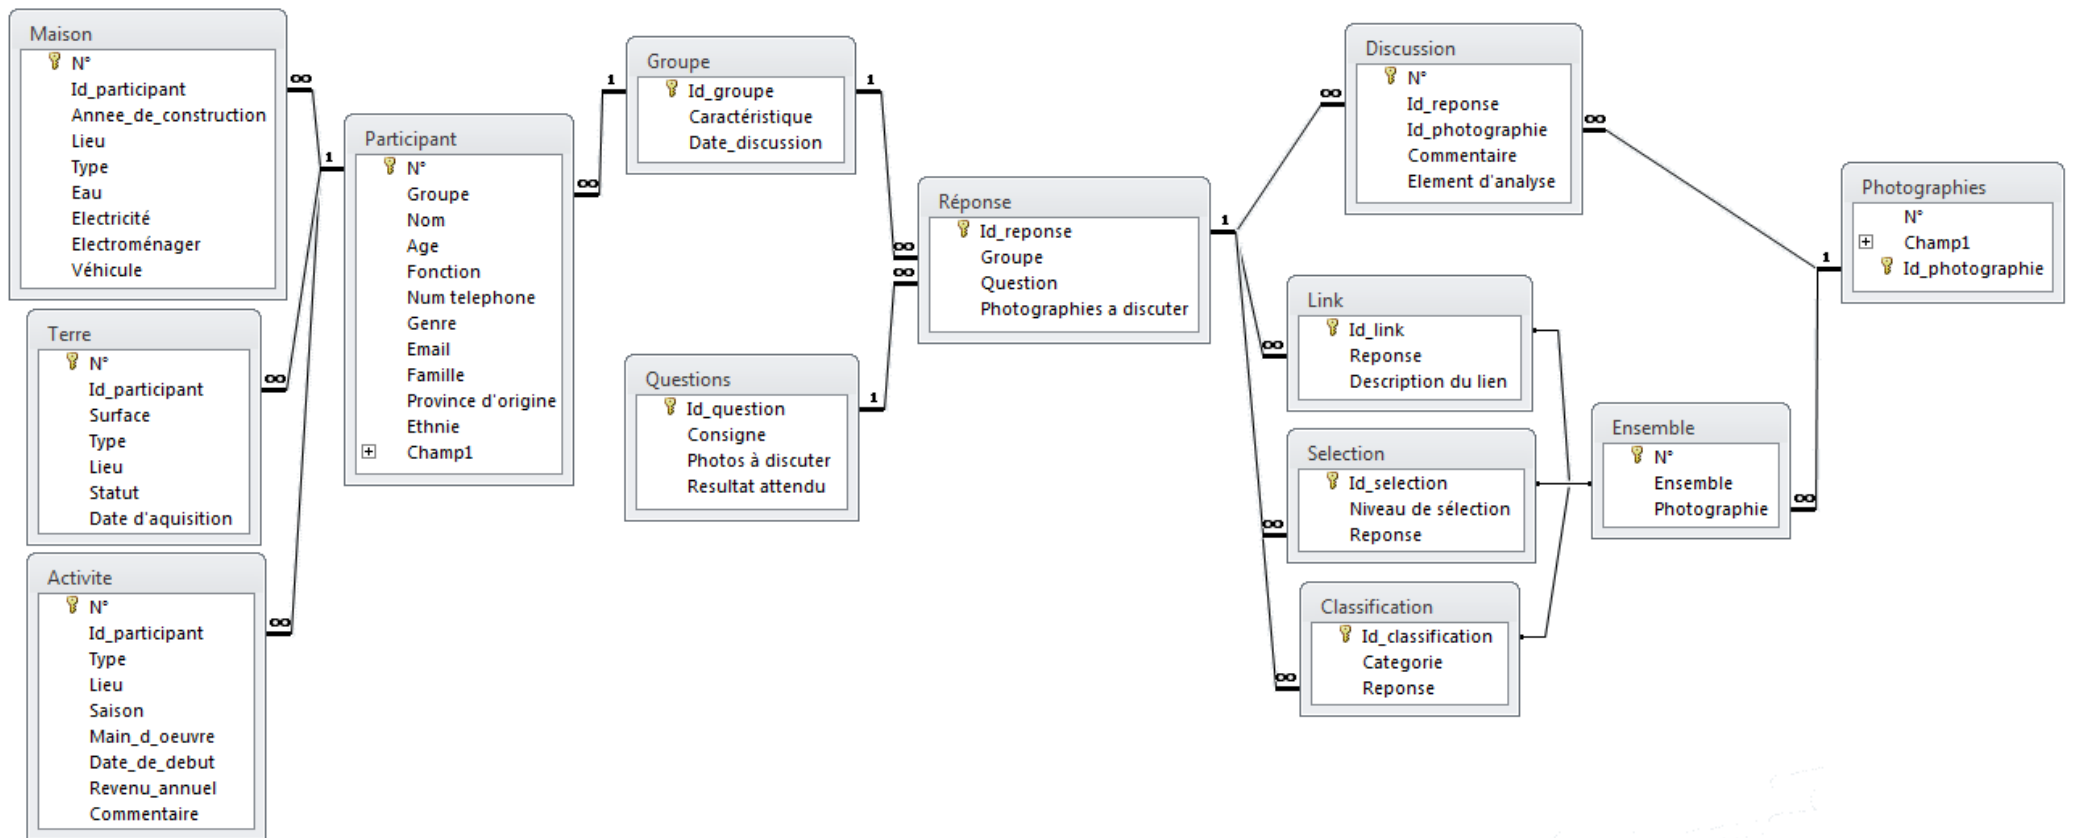 Maison
N°
Id_participant
Annee_de_construction
Lieu
Type
Eau
Electricité
Electroménager
Véhicule
Terre
N°
Id_participant
Surface
Type
Lieu
Statut
Date d'aquisition
Activite
N°
Id_participant
Type
Lieu
Saison
Main_d_oeuvre
Date_de_debut
Revenu_annuel
Commentaire
∞
∞
∞
1
Participant
N°
Groupe
Nom
Age
Fonction
Num telephone
Genre
Email
Famille
Province d'origine
Ethnie
Champ1
∞
1
Groupe
Id_groupe
Caractéristique
Date_discussion
1
Questions
Id_question
Consigne
Photos à discuter
Resultat attendu
1
∞
∞
Réponse
Id_reponse
Groupe
Question
Photographies a discuter
1
∞
∞
∞
∞
Discussion
N°
Id_reponse
Id_photographie
Commentaire
Element d'analyse
∞
Link
Id_link
Reponse
Description du lien
Selection
Id_selection
Niveau de sélection
Reponse
Classification
Id_classification
Categorie
Reponse
Ensemble
N°
Ensemble
Photographie
∞
1
Photographies
N°
Champ1
Id_photographie